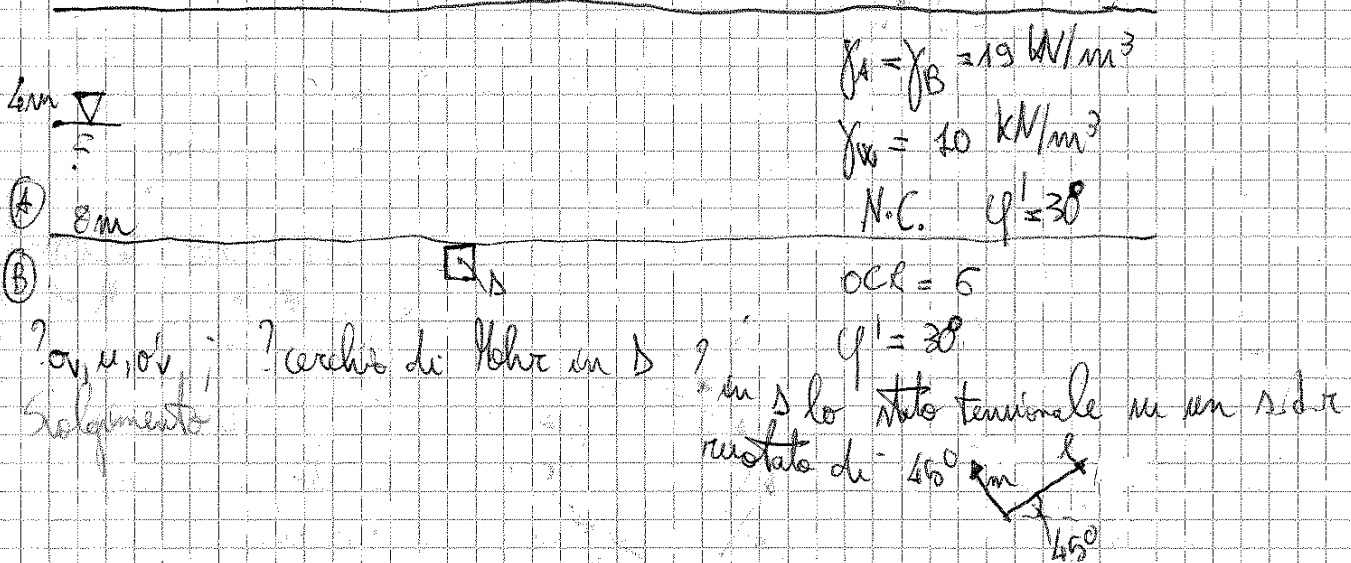 γA = γB = 19 kN/m³
4m
γw = 10 kN/m³
A 8m N.C. φ' = 30°
B D OCR = 6
? σv, u, σ'v ; ? cerchio di Mohr in D ? φ' = 30°
in D lo stato tensionale in un s.d.r
Svolgimento
ruotato di 45° m l
45°